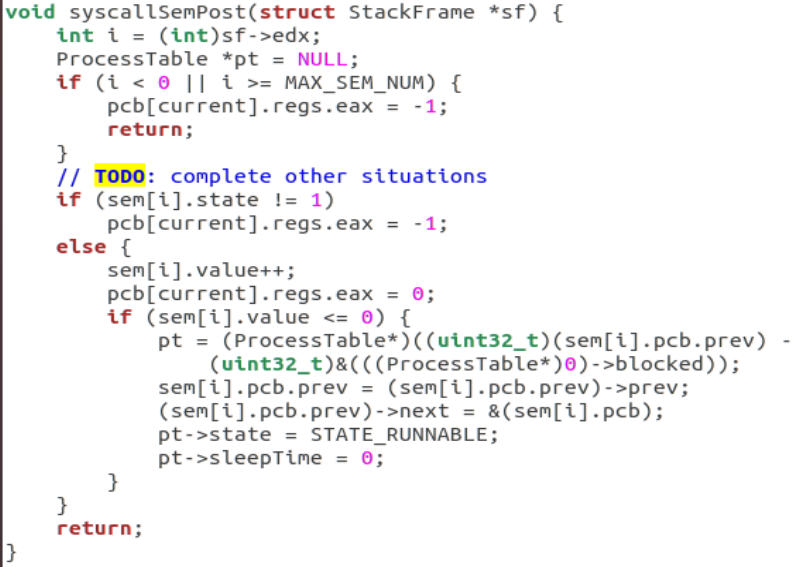 void syscallSemPost(struct StackFrame *sf) {
    int i = (int)sf->edx;
    ProcessTable *pt = NULL;
    if (i < 0 || i >= MAX_SEM_NUM) {
        pcb[current].regs.eax = -1;
        return;
    }
    // TODO: complete other situations
    if (sem[i].state != 1)
        pcb[current].regs.eax = -1;
    else {
        sem[i].value++;
        pcb[current].regs.eax = 0;
        if (sem[i].value <= 0) {
            pt = (ProcessTable*)((uint32_t)(sem[i].pcb.prev) -
                (uint32_t)&(((ProcessTable*)0)->blocked));
            sem[i].pcb.prev = (sem[i].pcb.prev)->prev;
            (sem[i].pcb.prev)->next = &(sem[i].pcb);
            pt->state = STATE_RUNNABLE;
            pt->sleepTime = 0;
        }
    }
    return;
}